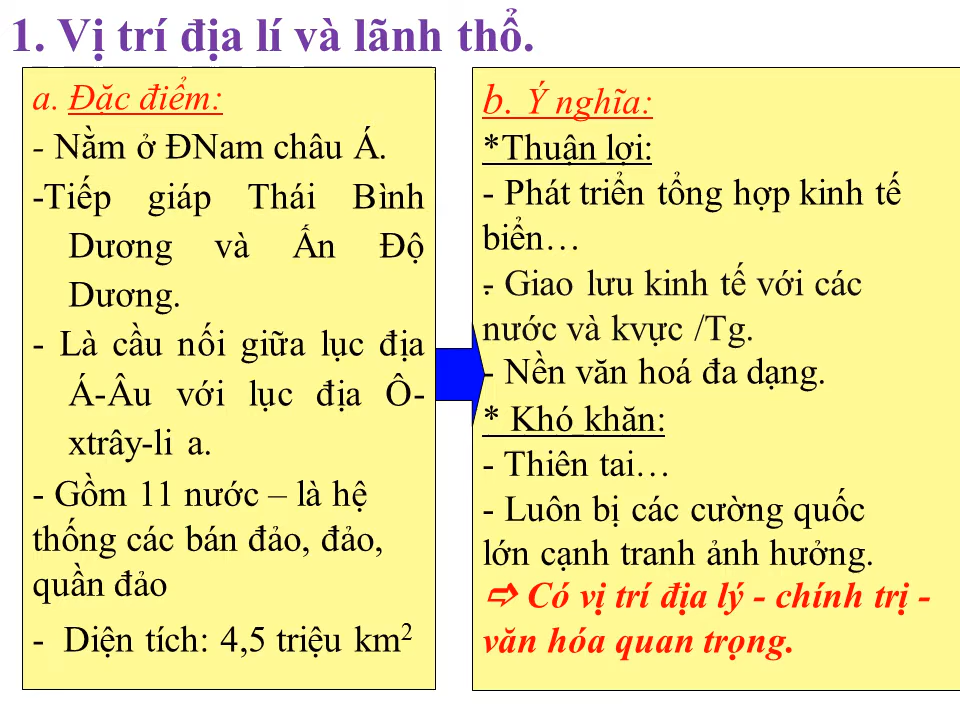 1. Vị trí địa lí và lãnh thổ.
a. Đặc điểm:
- Nằm ở ĐNam châu Á.
-Tiếp giáp Thái Bình
Dương và Ấn Độ
Dương.
- Là cầu nối giữa lục địa
Á-Âu với lục địa Ô-
xtrây-li a.
- Gồm 11 nước – là hệ
thống các bán đảo, đảo,
quần đảo
- Diện tích: 4,5 triệu km²
b. Ý nghĩa:
*Thuận lợi:
- Phát triển tổng hợp kinh tế
biển…
- Giao lưu kinh tế với các
nước và kvực /Tg.
- Nền văn hoá đa dạng.
* Khó khăn:
- Thiên tai…
- Luôn bị các cường quốc
lớn cạnh tranh ảnh hưởng.
⇨ Có vị trí địa lý - chính trị -
văn hóa quan trọng.